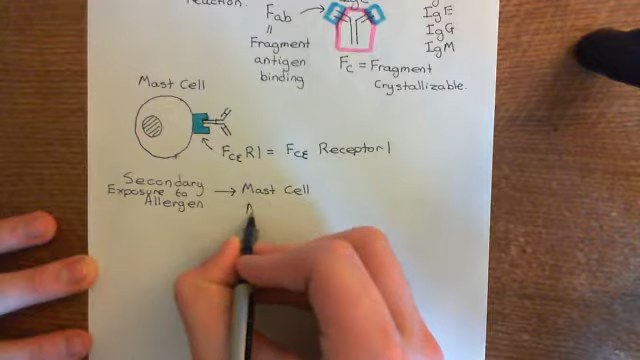 reaction.
Fab
=
Fragment
antigen
binding
IgE
IgG
IgM
Fc = Fragment
Crystallizable.
Mast Cell
FcεRI = Fcε Receptor I
Secondary
Exposure to
Allergen
→ Mast Cell